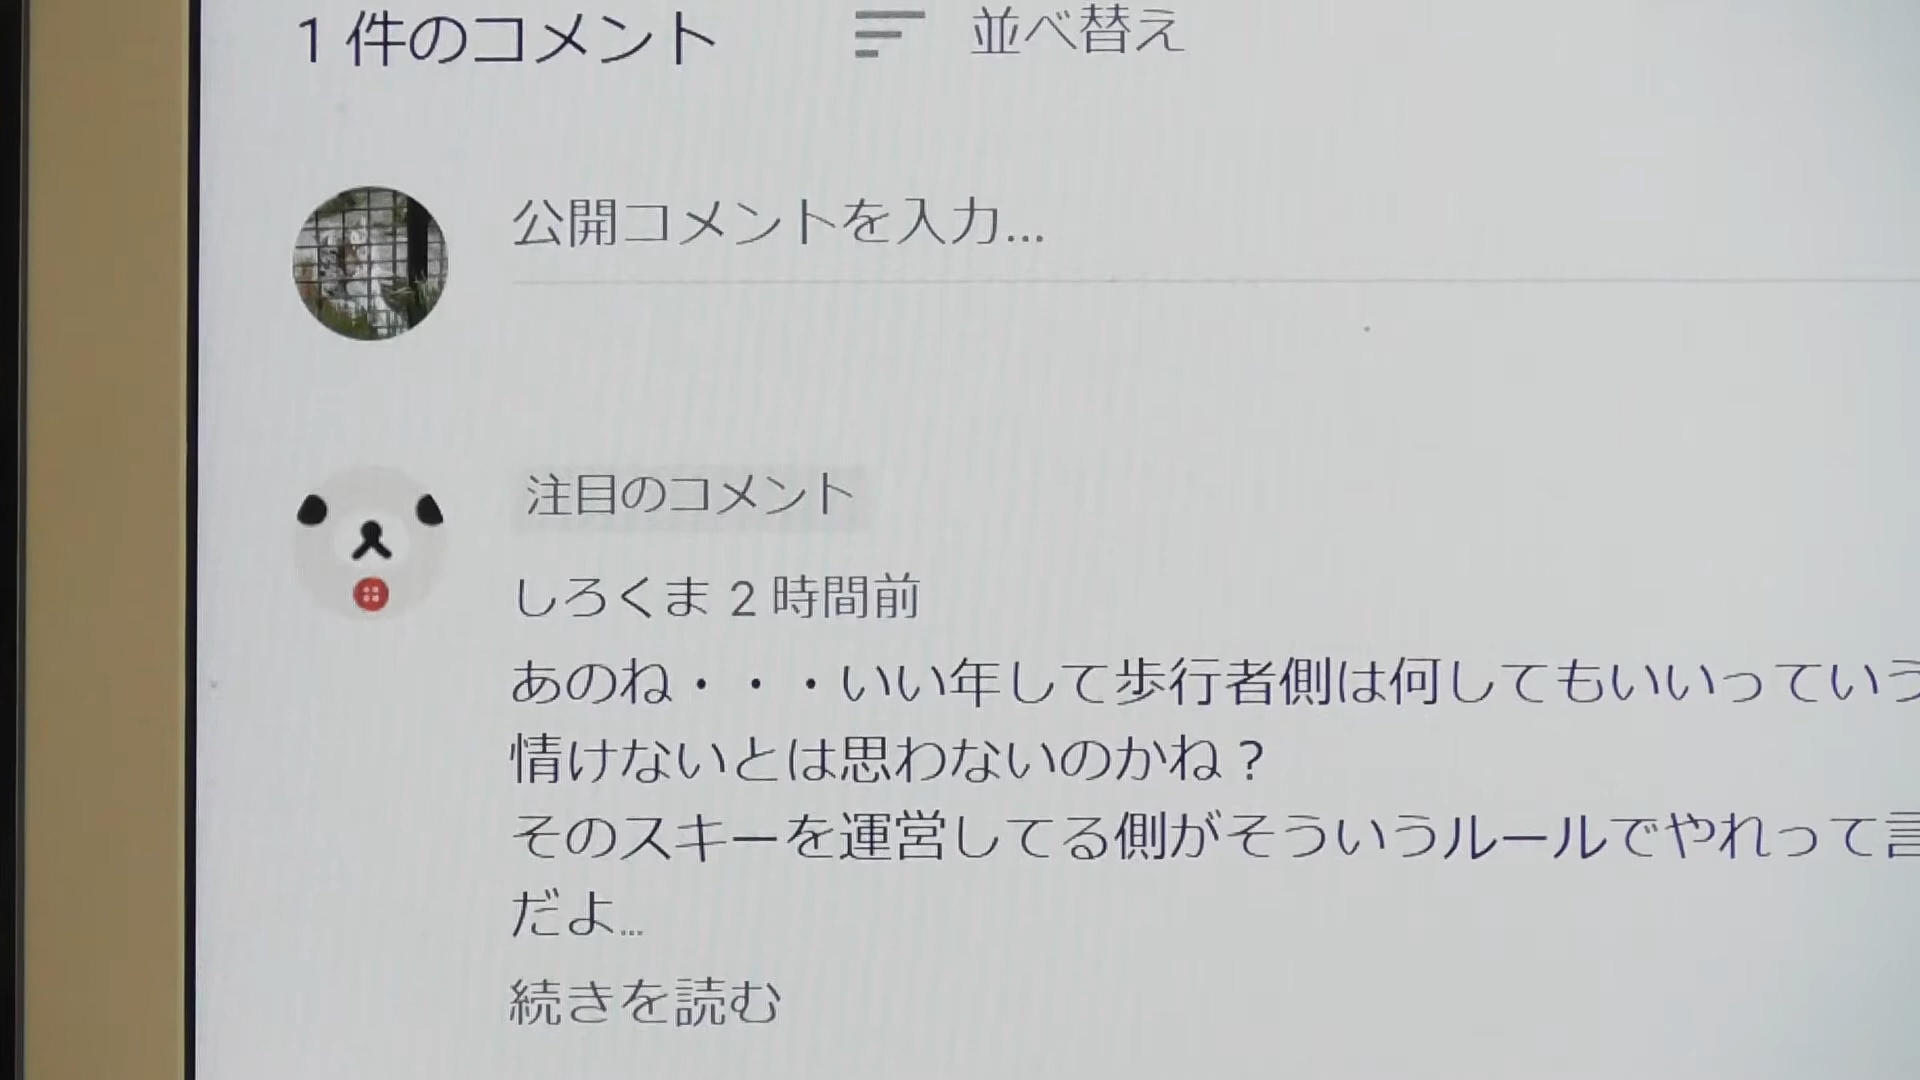 1 件のコメント
並べ替え
公開コメントを入力...
注目のコメント
しろくま 2 時間前
あのね・・・いい年して歩行者側は何してもいいっていう
情けないとは思わないのかね？
そのスキーを運営してる側がそういうルールでやれって言
だよ...
続きを読む